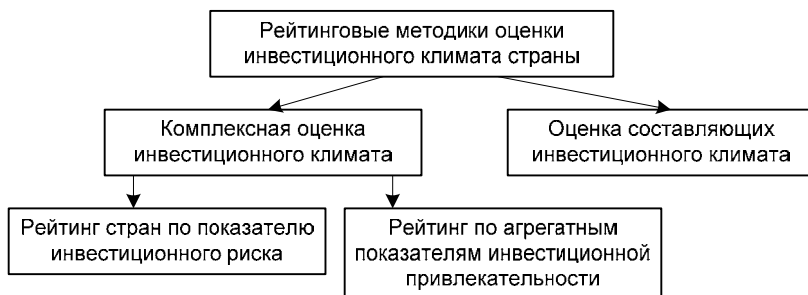 Рейтинговые методики оценки
инвестиционного климата страны
Комплексная оценка
инвестиционного климата
Оценка составляющих
инвестиционного климата
Рейтинг стран по показателю
инвестиционного риска
Рейтинг по агрегатным
показателям инвестиционной
привлекательности